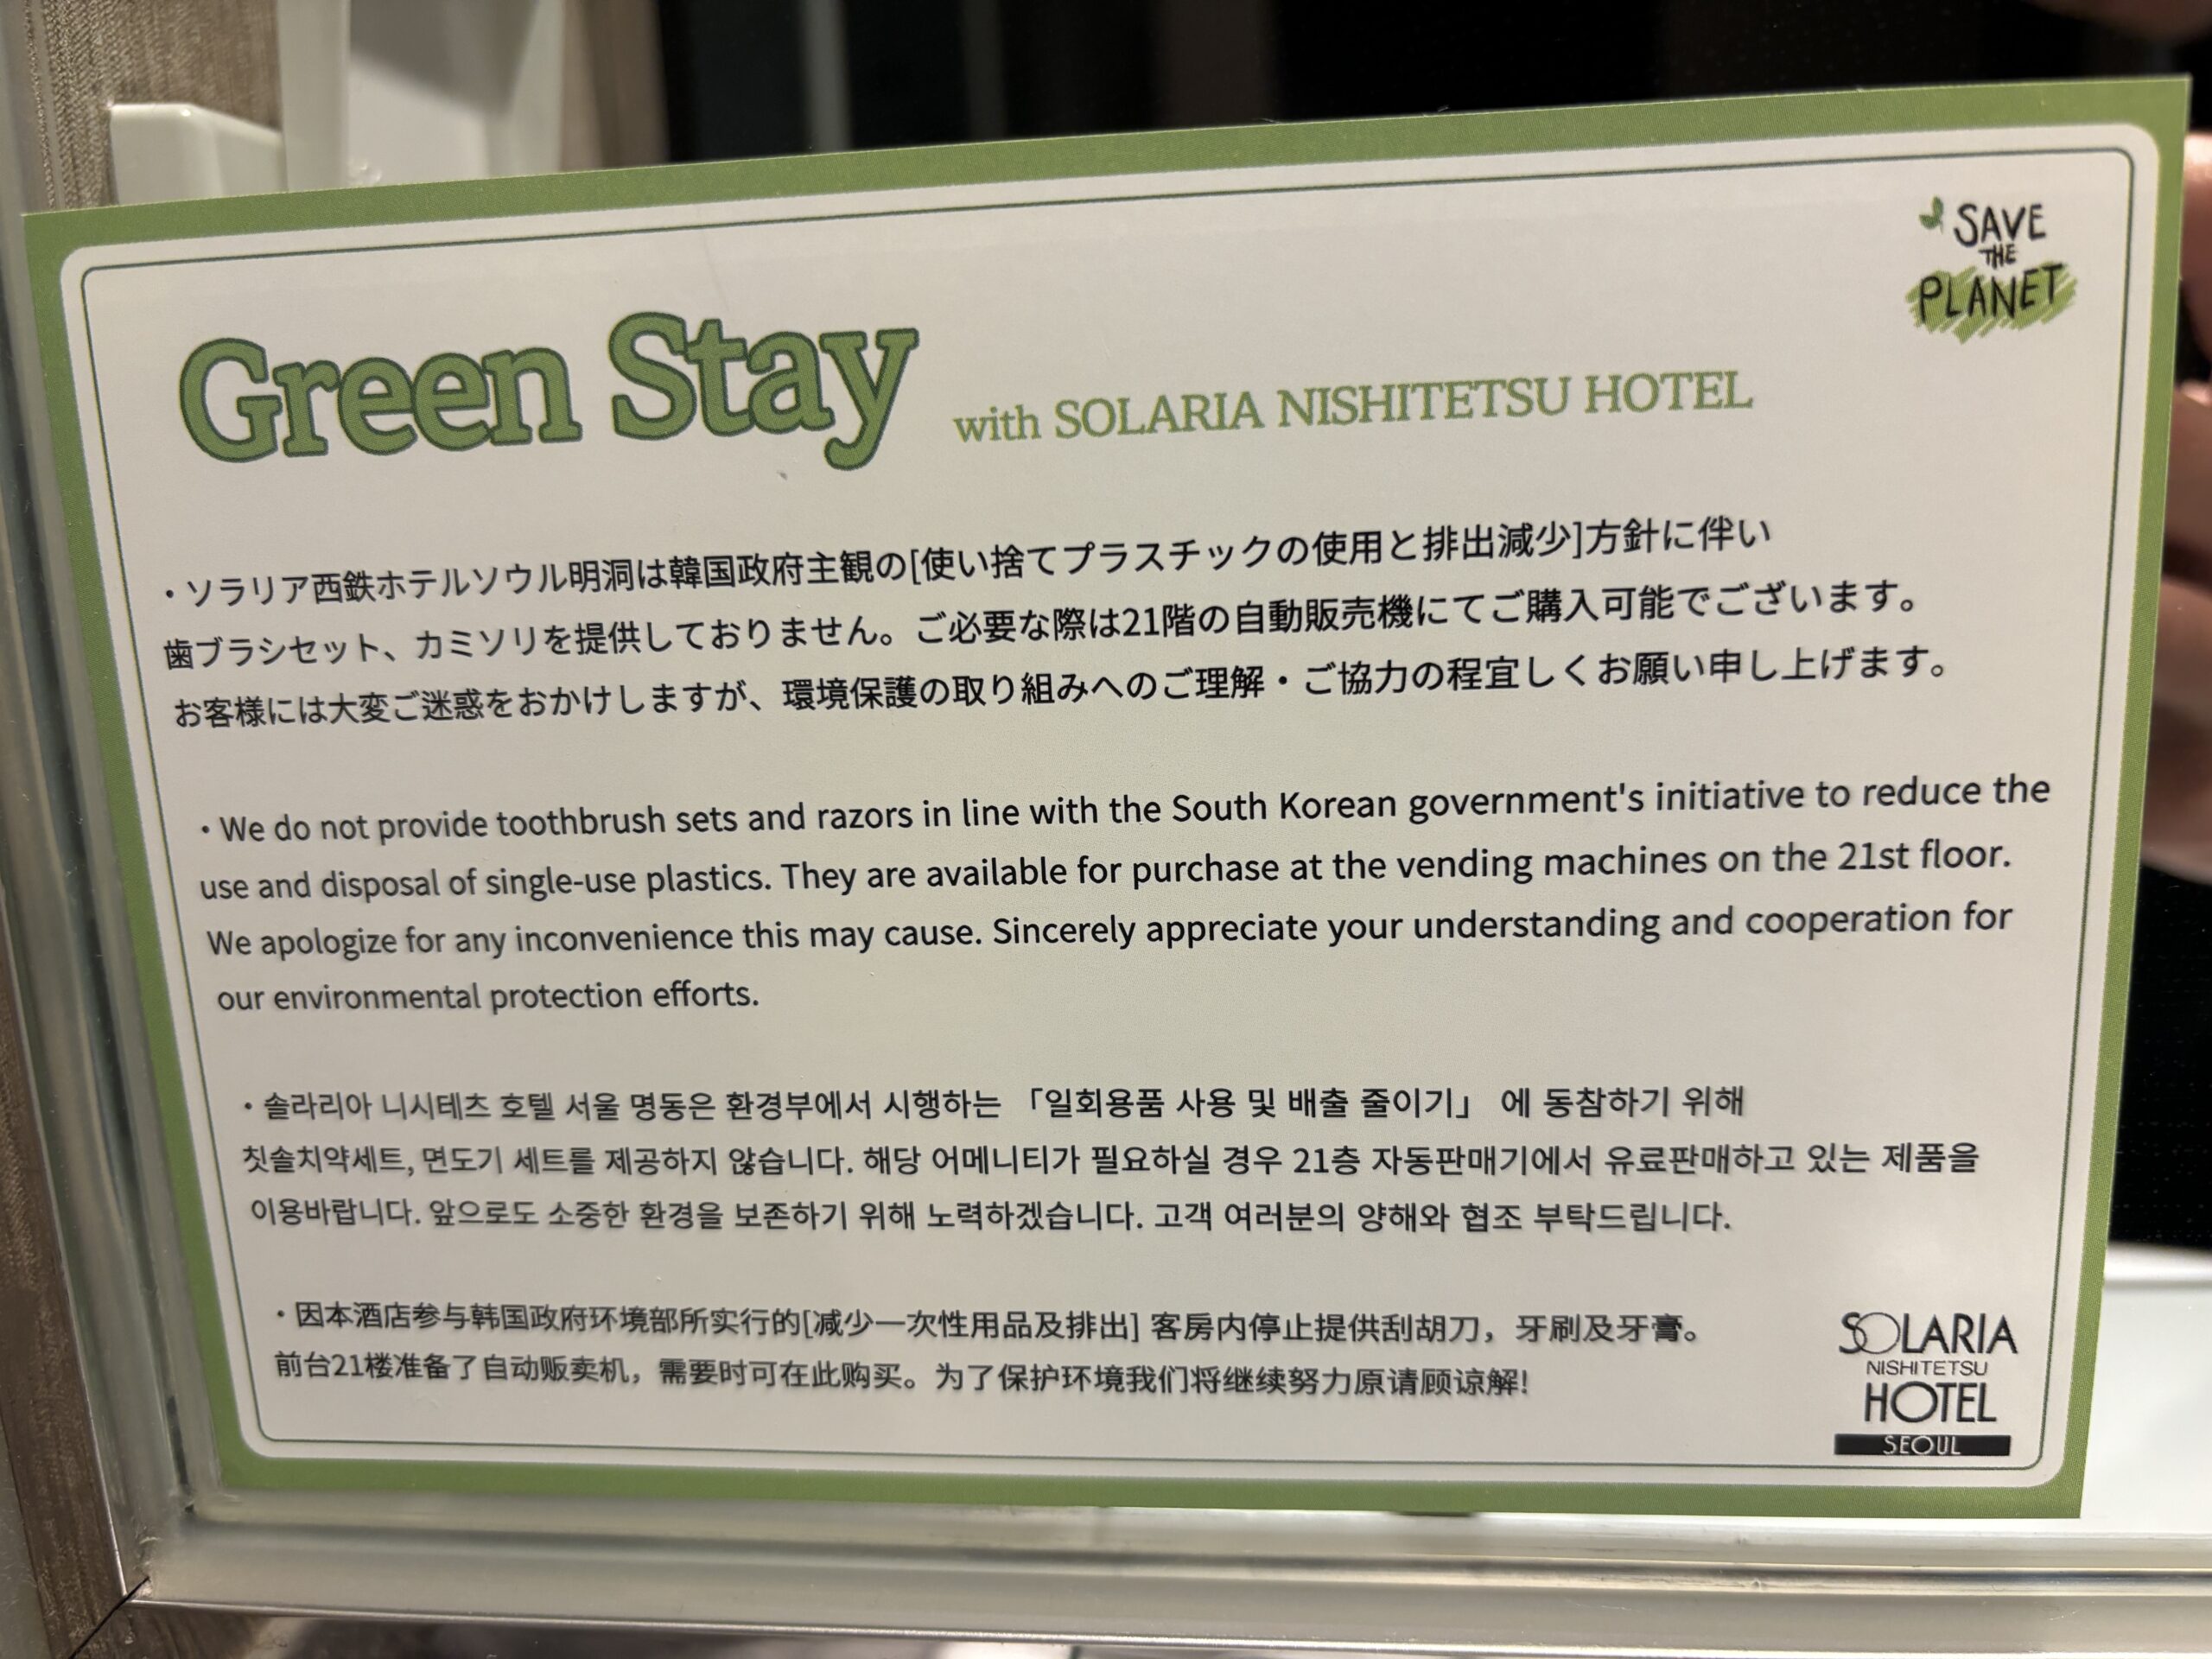 SAVE
THE
PLANET
Green Stay with SOLARIA NISHITETSU HOTEL
・ソラリア西鉄ホテルソウル明洞は韓国政府主観の[使い捨てプラスチックの使用と排出減少]方針に伴い
歯ブラシセット、カミソリを提供しておりません。ご必要な際は21階の自動販売機にてご購入可能でございます。
お客様には大変ご迷惑をおかけしますが、環境保護の取り組みへのご理解・ご協力の程宜しくお願い申し上げます。
・We do not provide toothbrush sets and razors in line with the South Korean government's initiative to reduce the
use and disposal of single-use plastics. They are available for purchase at the vending machines on the 21st floor.
We apologize for any inconvenience this may cause. Sincerely appreciate your understanding and cooperation for
our environmental protection efforts.
・솔라리아 니시테츠 호텔 서울 명동은 환경부에서 시행하는 「일회용품 사용 및 배출 줄이기」 에 동참하기 위해
칫솔치약세트, 면도기 세트를 제공하지 않습니다. 해당 어메니티가 필요하실 경우 21층 자동판매기에서 유료판매하고 있는 제품을
이용바랍니다. 앞으로도 소중한 환경을 보존하기 위해 노력하겠습니다. 고객 여러분의 양해와 협조 부탁드립니다.
・因本酒店参与韩国政府环境部所实行的[减少一次性用品及排出] 客房内停止提供刮胡刀，牙刷及牙膏。
前台21楼准备了自动贩卖机，需要时可在此购买。为了保护环境我们将继续努力原请顾谅解!
SOLARIA
NISHITETSU
HOTEL
SEOUL